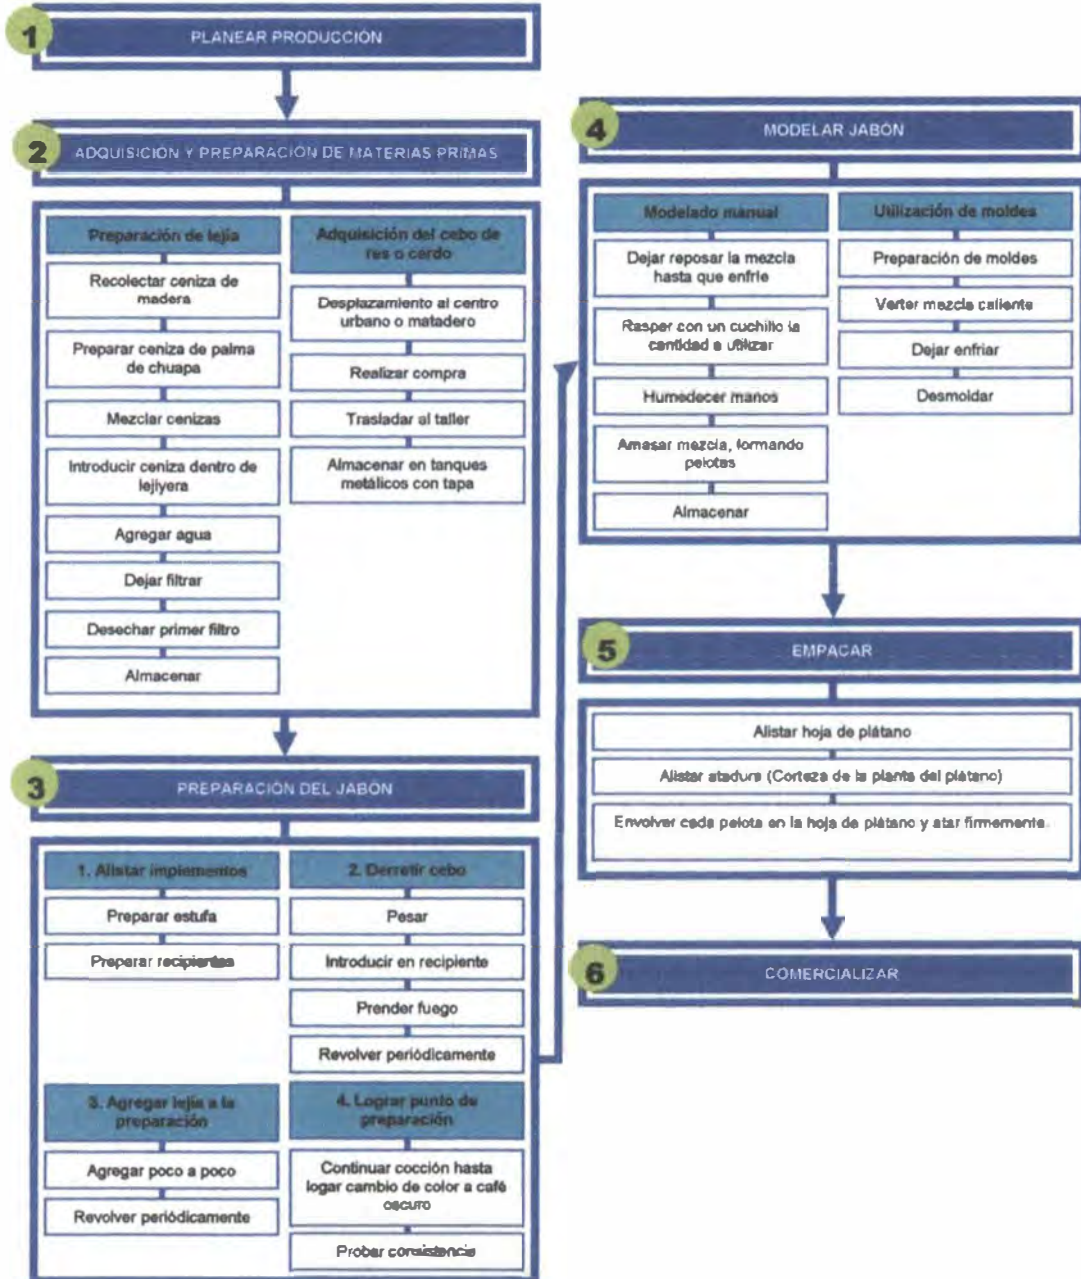 1
PLANEAR PRODUCCIÓN
2
ADQUISICIÓN Y PREPARACIÓN DE MATERIAS PRIMAS
Preparación de lejía
Recolectar ceniza de
madera
Preparar ceniza de palma
de chuapa
Mezclar cenizas
Introducir ceniza dentro de
lejiyera
Agregar agua
Dejar filtrar
Desechar primer filtro
Almacenar
Adquisición del cebo de
res o cerdo
Desplazamiento al centro
urbano o matadero
Realizar compra
Trasladar al taller
Almacenar en tanques
metálicos con tapa
3
PREPARACIÓN DEL JABÓN
1. Alistar implementos
Preparar estufa
Preparar recipientes
2. Derretir cebo
Pesar
Introducir en recipiente
Prender fuego
Revolver periódicamente
3. Agregar lejía a la
preparación
Agregar poco a poco
Revolver periódicamente
4. Lograr punto de
preparación
Continuar cocción hasta
logar cambio de color a café
oscuro
Probar consistencia
4
MODELAR JABÓN
Modelado manual
Dejar reposar la mezcla
hasta que enfríe
Raspar con un cuchillo la
cantidad a utilizar
Humedecer manos
Amasar mezcla, formando
pelotas
Almacenar
Utilización de moldes
Preparación de moldes
Verter mezcla caliente
Dejar enfriar
Desmoldar
5
EMPACAR
Alistar hoja de plátano
Alistar atadura (Corteza de la planta del plátano)
Envolver cada pelota en la hoja de plátano y atar firmemente.
6
COMERCIALIZAR